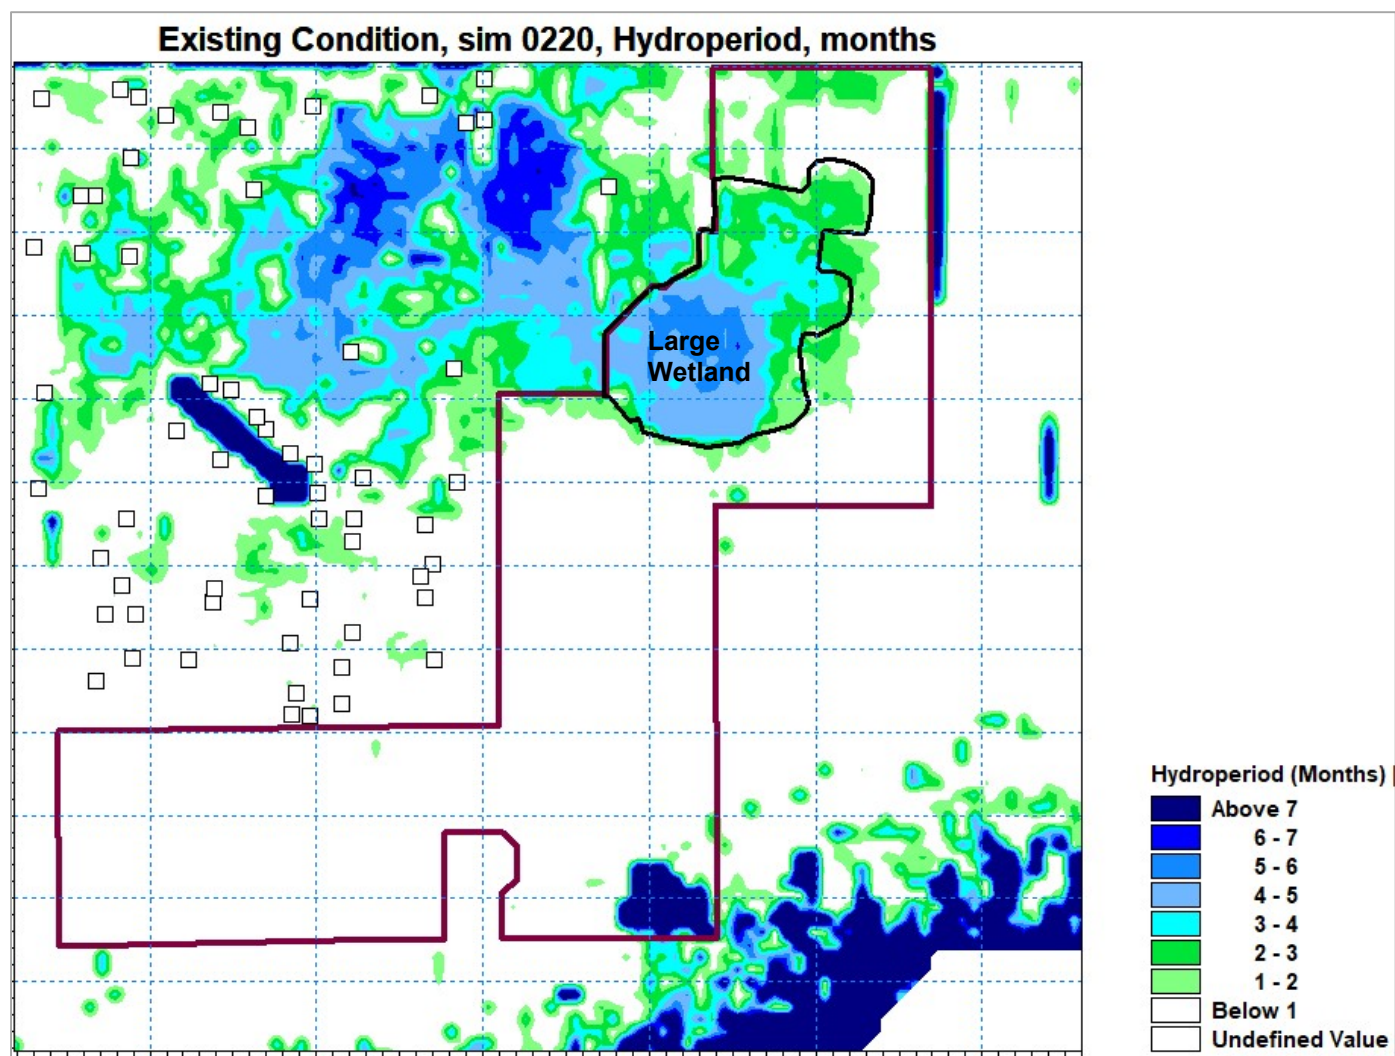 Existing Condition, sim 0220, Hydroperiod, months
Large
Wetland
Hydroperiod (Months)
Above 7
6 - 7
5 - 6
4 - 5
3 - 4
2 - 3
1 - 2
Below 1
Undefined Value